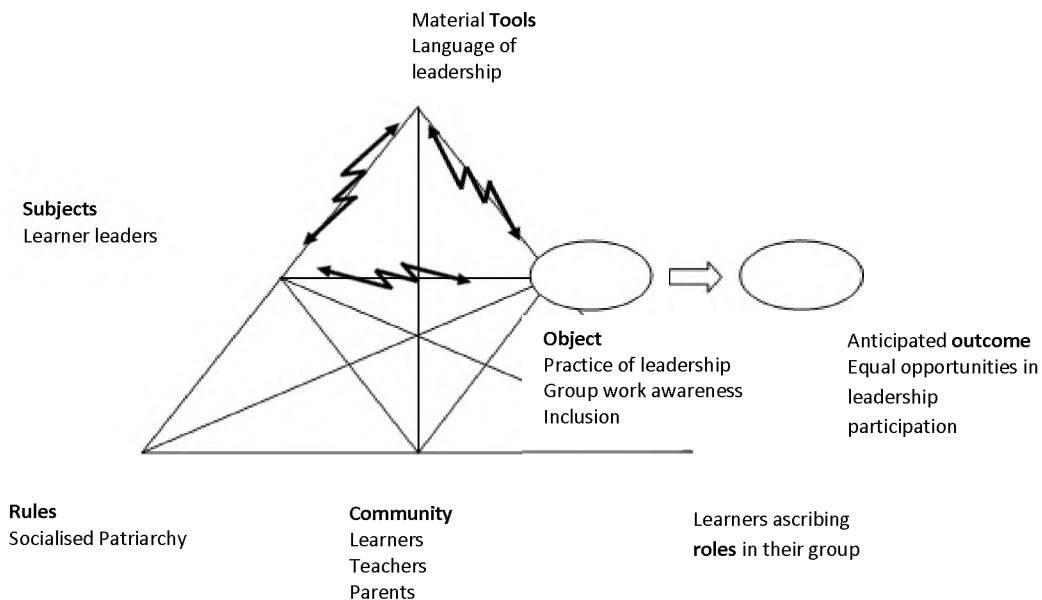 Material Tools
Language of
leadership
Subjects
Learner leaders
Object
Practice of leadership
Group work awareness
Inclusion
Anticipated outcome
Equal opportunities in
leadership
participation
Rules
Socialised Patriarchy
Community
Learners
Teachers
Parents
Learners ascribing
roles in their group